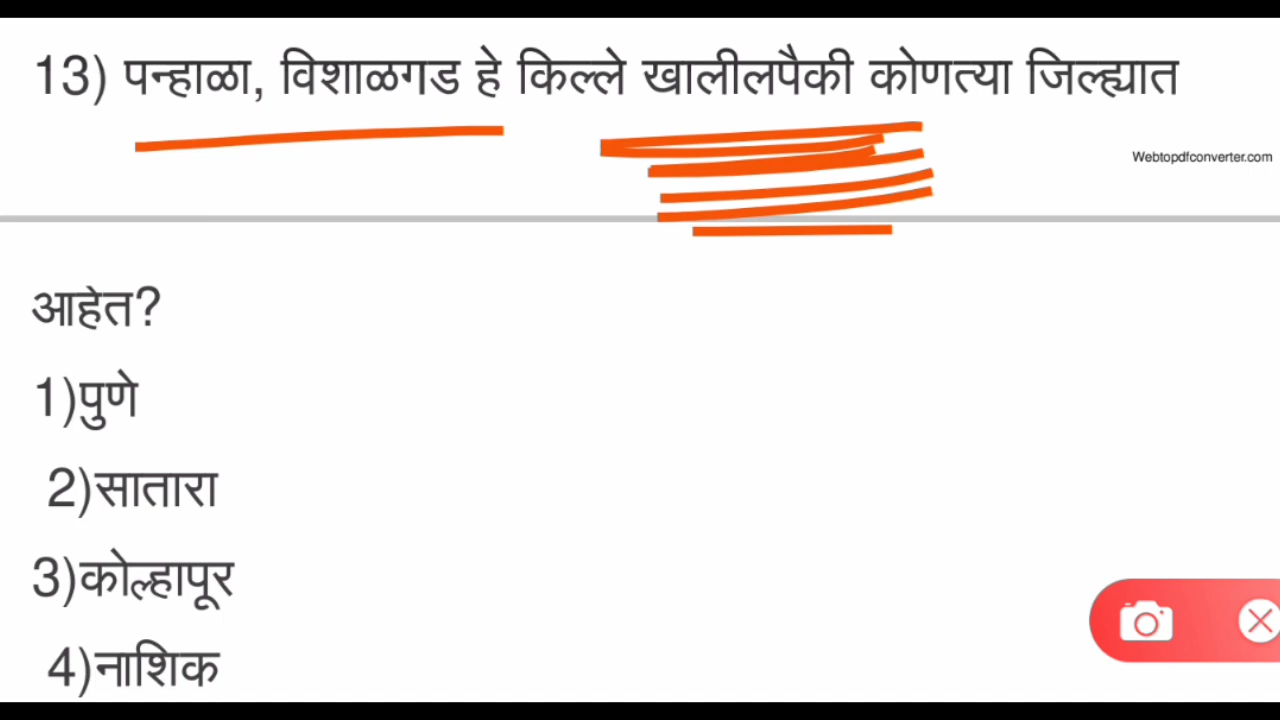 13) पन्हाळा, विशाळगड हे किल्ले खालीलपैकी कोणत्या जिल्ह्यात
Webtopdfconverter.com
आहेत?
1)पुणे
2)सातारा
3)कोल्हापूर
4)नाशिक